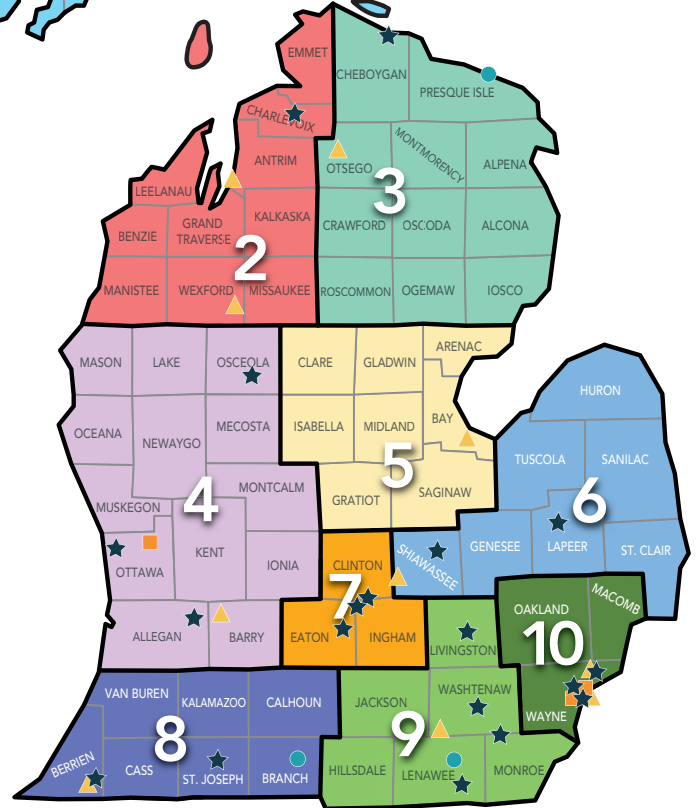 EMMET
CHEBOYGAN
PRESQUE ISLE
CHARLEVOIX
ANTRIM
OTSEGO
MONTMORENCY
ALPENA
LEELANAU
3
BENZIE
GRAND
TRAVERSE
KALKASKA
CRAWFORD
OSCODA
ALCONA
2
MANISTEE
WEXFORD
MISSAUKEE
ROSCOMMON
OGEMAW
IOSCO
MASON
LAKE
OSCEOLA
CLARE
GLADWIN
ARENAC
HURON
OCEANA
NEWAYGO
MECOSTA
ISABELLA
MIDLAND
BAY
TUSCOLA
SANILAC
5
MUSKEGON
4
MONTCALM
GRATIOT
SAGINAW
6
OTTAWA
KENT
IONIA
CLINTON
SHIAWASSEE
GENESEE
LAPEER
ST. CLAIR
7
ALLEGAN
BARRY
EATON
INGHAM
LIVINGSTON
OAKLAND
MACOMB
10
WAYNE
VAN BUREN
KALAMAZOO
CALHOUN
JACKSON
WASHTENAW
8
9
BERRIEN
CASS
ST. JOSEPH
BRANCH
HILLSDALE
LENAWEE
MONROE